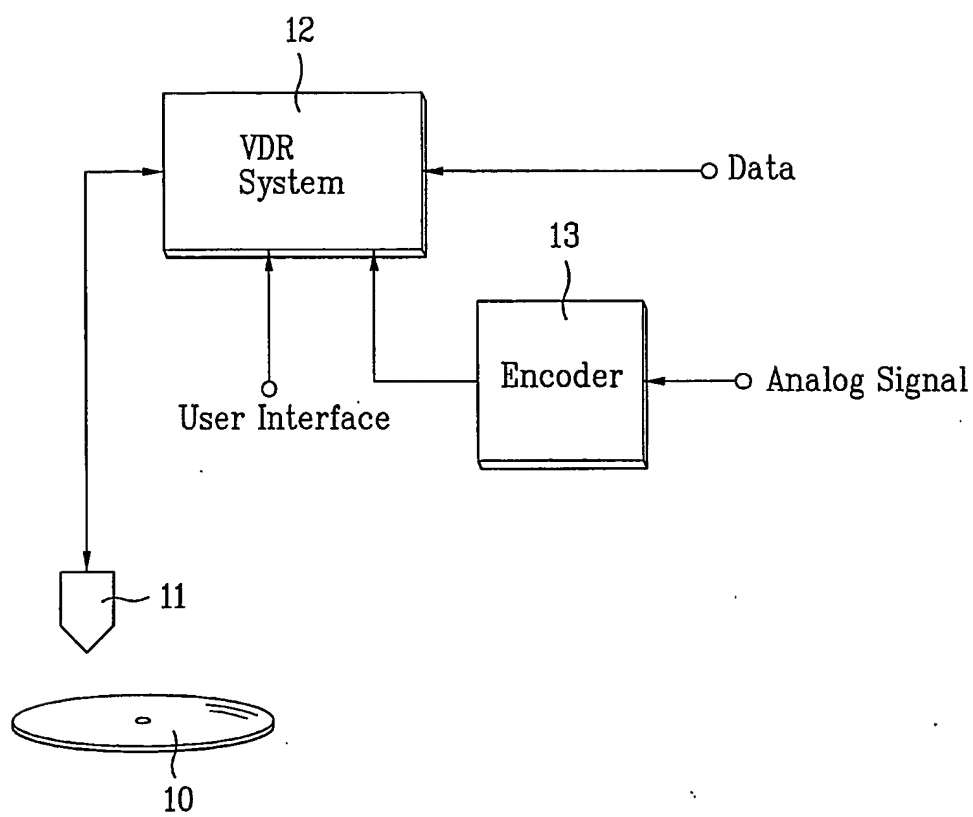 12
VDR
System
Data
13
Encoder
Analog Signal
User Interface
11
10